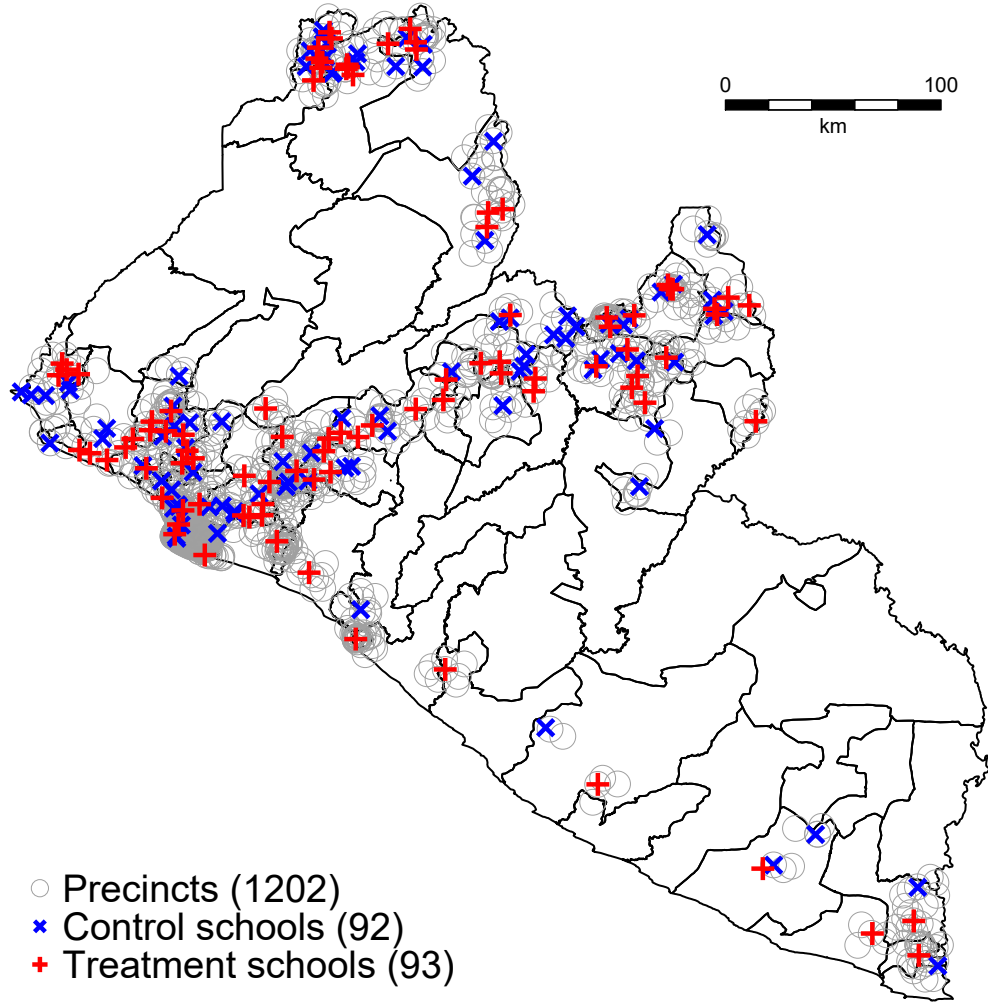 0 100
km
Precincts (1202)
Control schools (92)
Treatment schools (93)